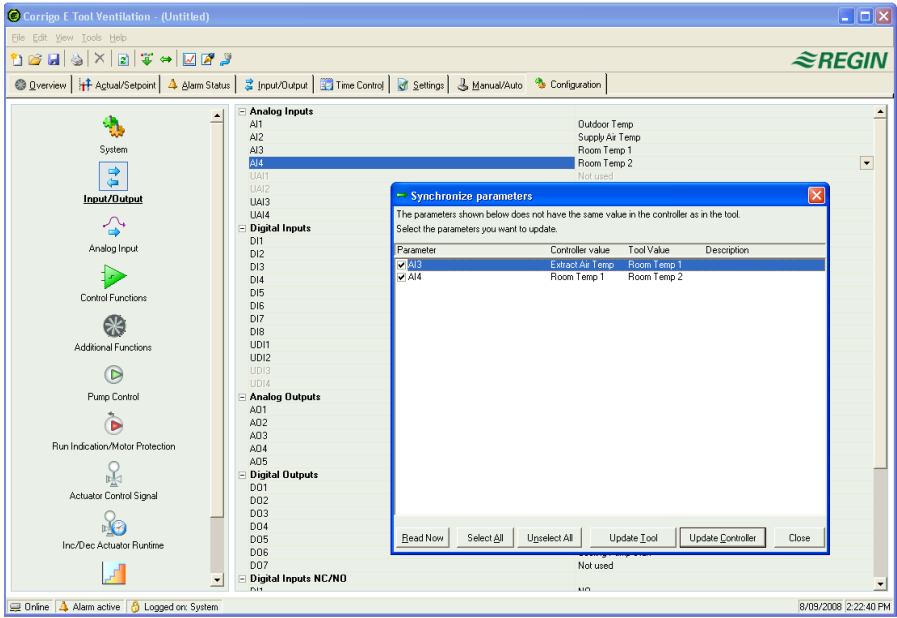 Corrigo E Tool Ventilation - (Untitled)
File Edit View Tools Help
REGIN
Overview Actual/Setpoint Alarm Status Input/Output Time Control Settings Manual/Auto Configuration
System
Input/Output
Analog Input
Control Functions
Additional Functions
Pump Control
Run Indication/Motor Protection
Actuator Control Signal
Inc/Dec Actuator Runtime
Analog Inputs
AI1 Outdoor Temp
AI2 Supply Air Temp
AI3 Room Temp 1
AI4 Room Temp 2
UAI1 Not used
UAI2
UAI3
UAI4
Digital Inputs
DI1
DI2
DI3
DI4
DI5
DI6
DI7
DI8
UDI1
UDI2
UDI3
UDI4
Analog Outputs
AO1
AO2
AO3
AO4
AO5
Digital Outputs
DO1
DO2
DO3
DO4
DO5
DO6
DO7 Not used
Digital Inputs NC/NO
DI1 NO
Synchronize parameters
The parameters shown below does not have the same value in the controller as in the tool.
Select the parameters you want to update.
Parameter Controller value Tool Value Description
AI3 Extract Air Temp Room Temp 1
AI4 Room Temp 1 Room Temp 2
Read Now Select All Unselect All Update Tool Update Controller Close
Online Alarm active Logged on: System 8/09/2008 2:22:40 PM